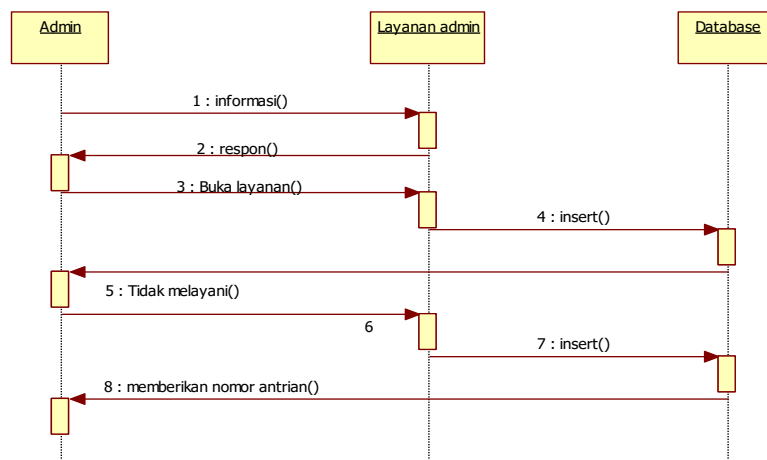 Admin
Layanan admin
Database
1 : informasi()
2 : respon()
3 : Buka layanan()
4 : insert()
5 : Tidak melayani()
6
7 : insert()
8 : memberikan nomor antrian()